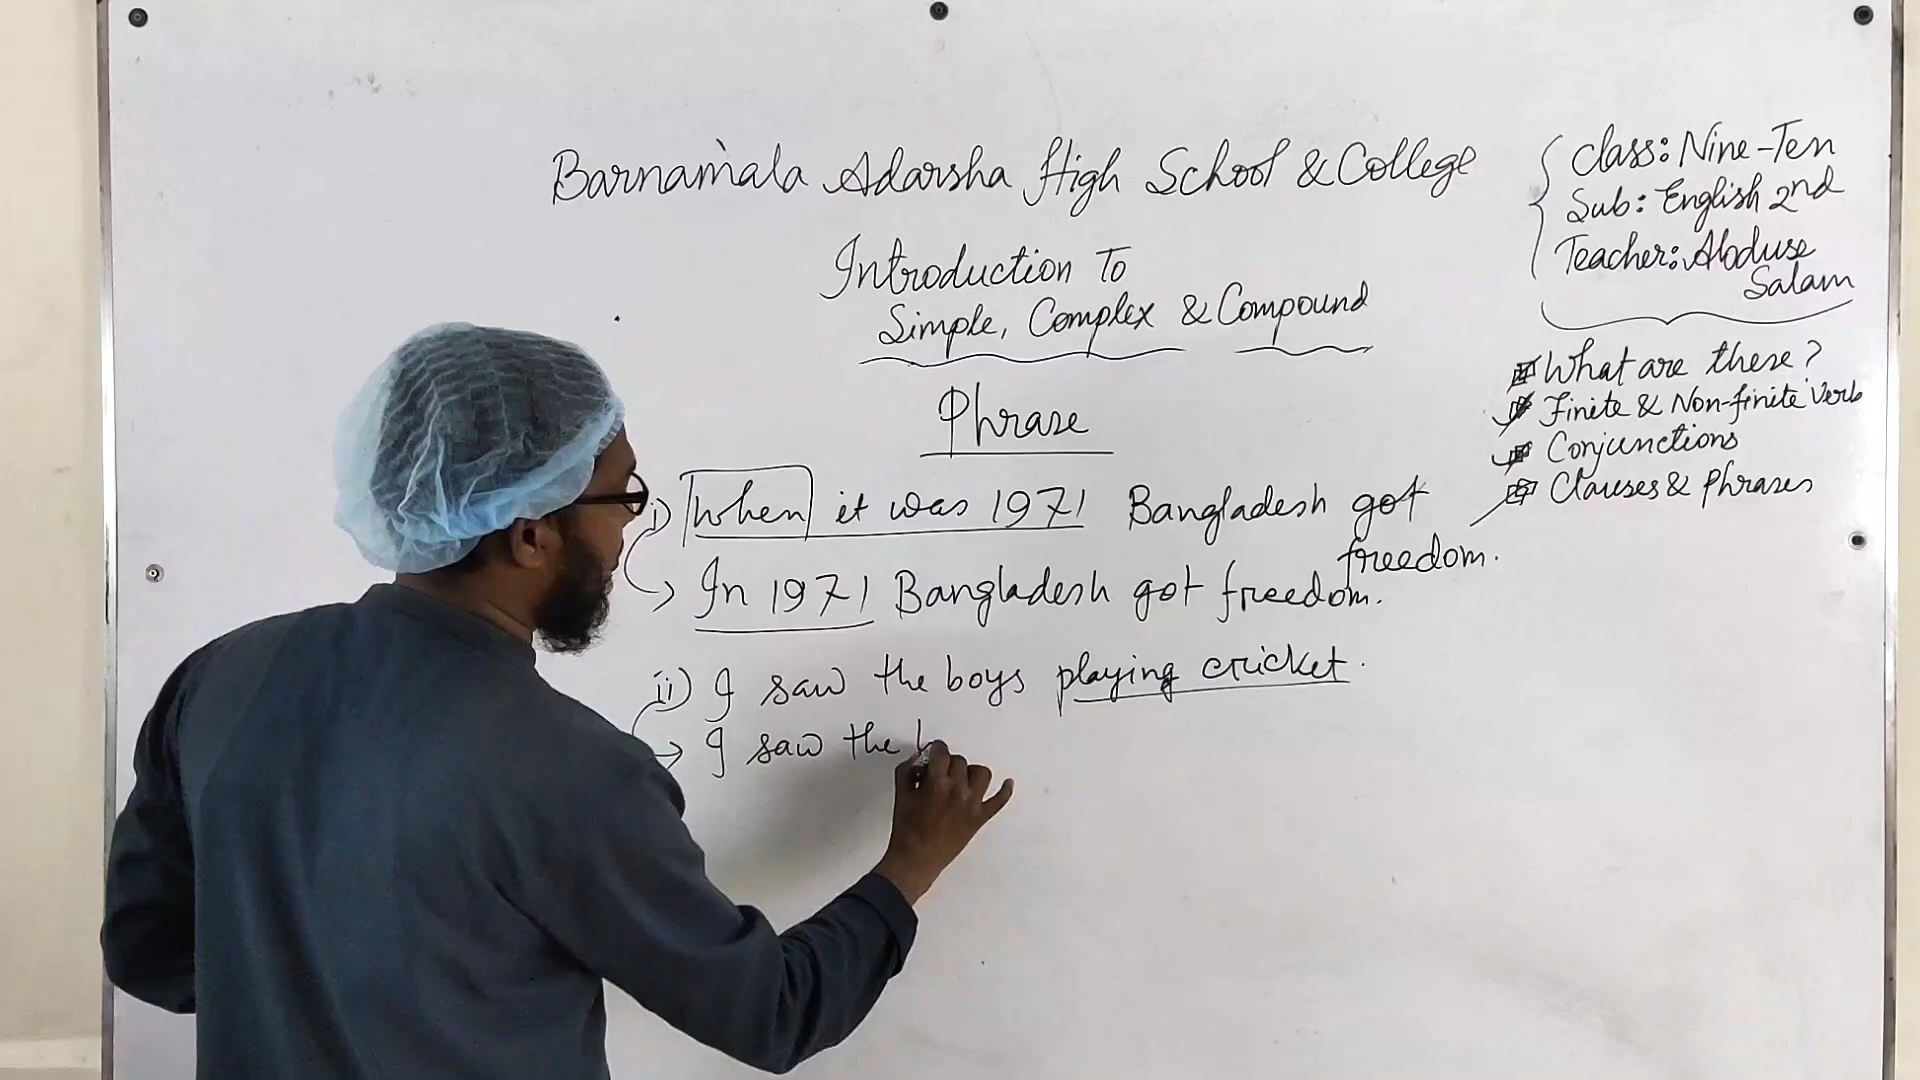 Barnamala Adarsha High School & College
Introduction To
Simple, Complex & Compound
Phrase
i) When it was 1971 Bangladesh got
freedom.
→ In 1971 Bangladesh got freedom.
ii) I saw the boys playing cricket.
→ I saw the b
Class: Nine-Ten
Sub: English 2nd
Teacher: Abduse
Salam
What are these?
Finite & Non-finite Verb
Conjunctions
Clauses & Phrases